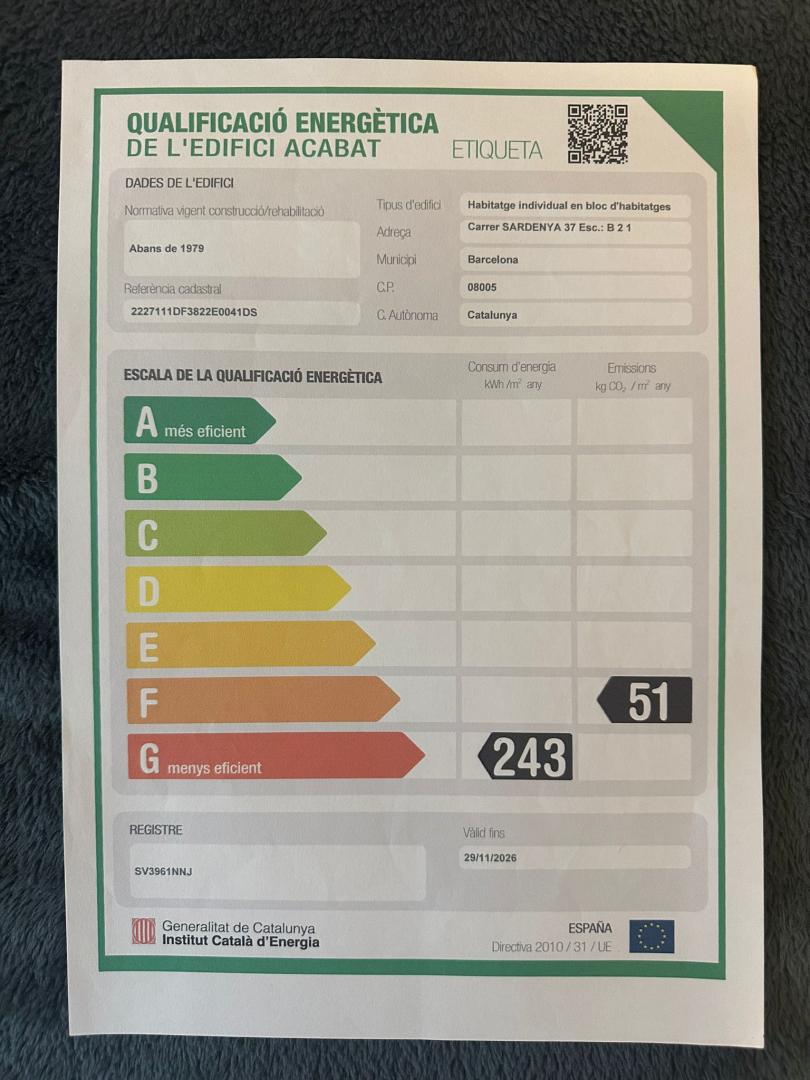 QUALIFICACIÓ ENERGÈTICA
DE L'EDIFICI ACABAT
ETIQUETA
DADES DE L'EDIFICI
Normativa vigent construcció/rehabilitació
Abans de 1979
Referència cadastral
2227111DF3822E0041DS
Tipus d'edifici
Habitatge individual en bloc d'habitatges
Adreça
Carrer SARDENYA 37 Esc.: B 2 1
Municipi
Barcelona
C.P.
08005
C. Autònoma
Catalunya
ESCALA DE LA QUALIFICACIÓ ENERGÈTICA
Consum d'energia
kWh /m² any
Emissions
kg CO₂ / m² any
A més eficient
B
C
D
E
F
51
G menys eficient
243
REGISTRE
SV3961NNJ
Vàlid fins
29/11/2026
Generalitat de Catalunya
Institut Català d'Energia
ESPAÑA
Directiva 2010 / 31 / UE